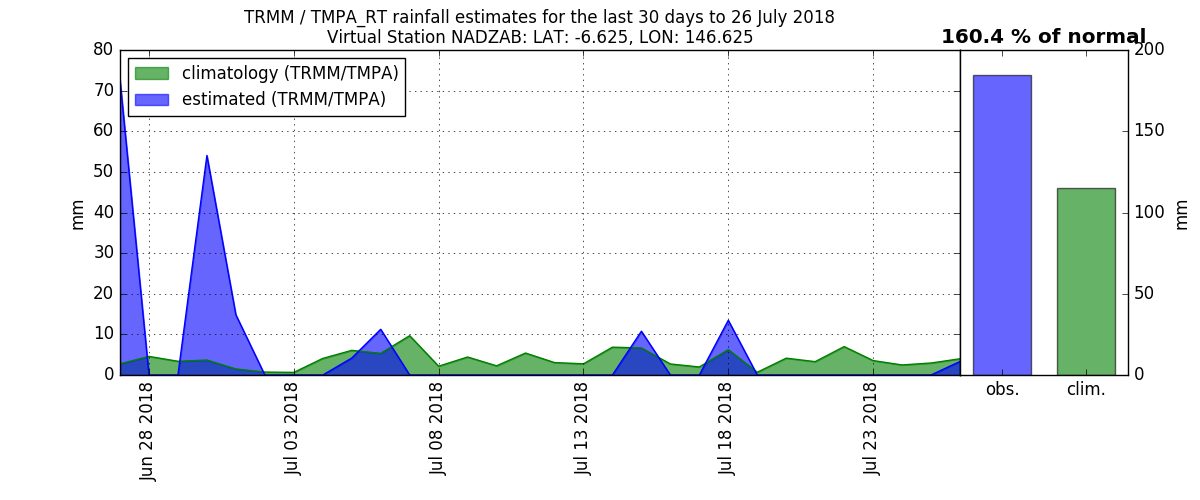 TRMM / TMPA_RT rainfall estimates for the last 30 days to 26 July 2018
Virtual Station NADZAB: LAT: -6.625, LON: 146.625
160.4 % of normal
climatology (TRMM/TMPA)
estimated (TRMM/TMPA)
mm
80
70
60
50
40
30
20
10
0
Jun 28 2018
Jul 03 2018
Jul 08 2018
Jul 13 2018
Jul 18 2018
Jul 23 2018
obs.
clim.
200
150
100
50
0
mm